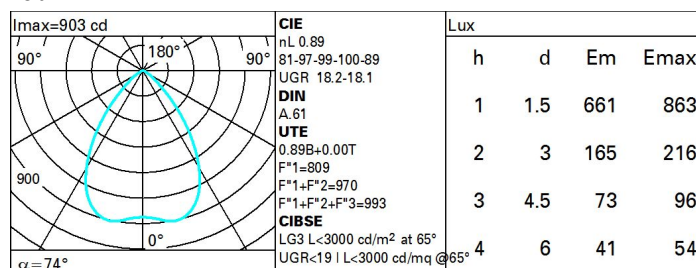 Imax=903 cd
90°
180°
90°
900
0°
α=74°
CIE
nL 0.89
81-97-99-100-89
UGR 18.2-18.1
DIN
A.61
UTE
0.89B+0.00T
F"1=809
F"1+F"2=970
F"1+F"2+F"3=993
CIBSE
LG3 L<3000 cd/m² at 65°
UGR<19 | L<3000 cd/mq @65°
Lux
h d Em Emax
1 1.5 661 863
2 3 165 216
3 4.5 73 96
4 6 41 54